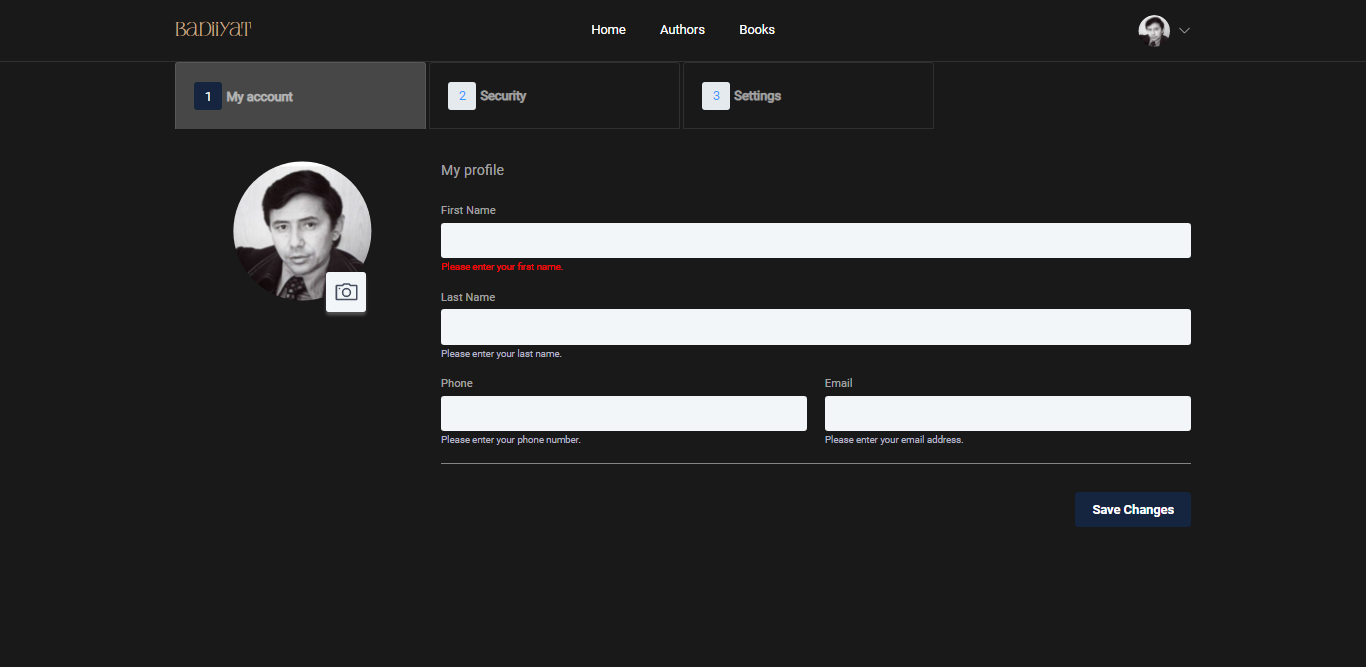 BADIIYAT
Home Authors Books
1 My account 2 Security 3 Settings
My profile
First Name
Please enter your first name.
Last Name
Please enter your last name.
Phone Email
Please enter your phone number. Please enter your email address.
Save Changes